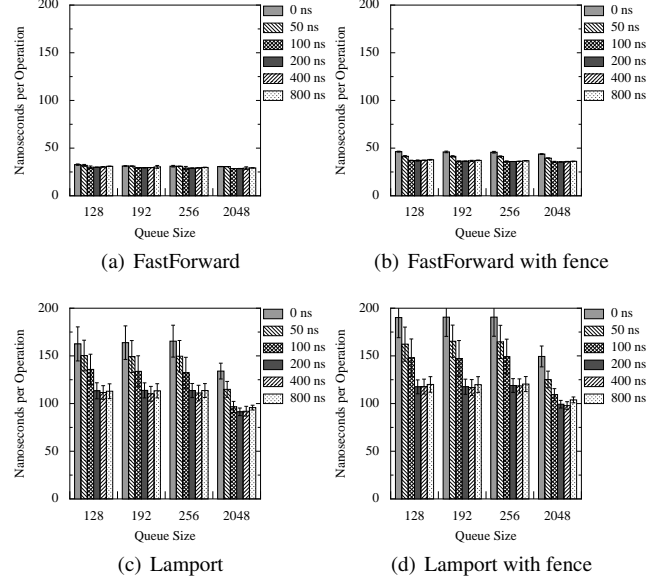 Nanoseconds per Operation
200
150
100
50
0
128 192 256 2048
Queue Size
0 ns
50 ns
100 ns
200 ns
400 ns
800 ns
(a) FastForward
Nanoseconds per Operation
200
150
100
50
0
128 192 256 2048
Queue Size
0 ns
50 ns
100 ns
200 ns
400 ns
800 ns
(b) FastForward with fence
Nanoseconds per Operation
200
150
100
50
0
128 192 256 2048
Queue Size
0 ns
50 ns
100 ns
200 ns
400 ns
800 ns
(c) Lamport
Nanoseconds per Operation
200
150
100
50
0
128 192 256 2048
Queue Size
0 ns
50 ns
100 ns
200 ns
400 ns
800 ns
(d) Lamport with fence